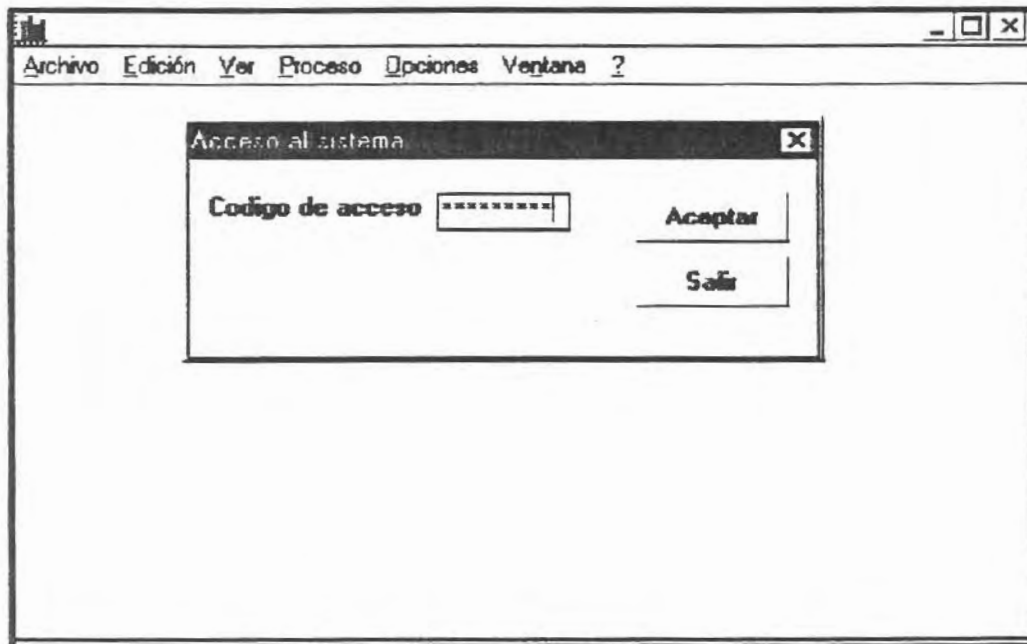 Archivo Edición Ver Proceso Opciones Ventana ?
Acceso al sistema
Codigo de acceso *********
Aceptar
Salir